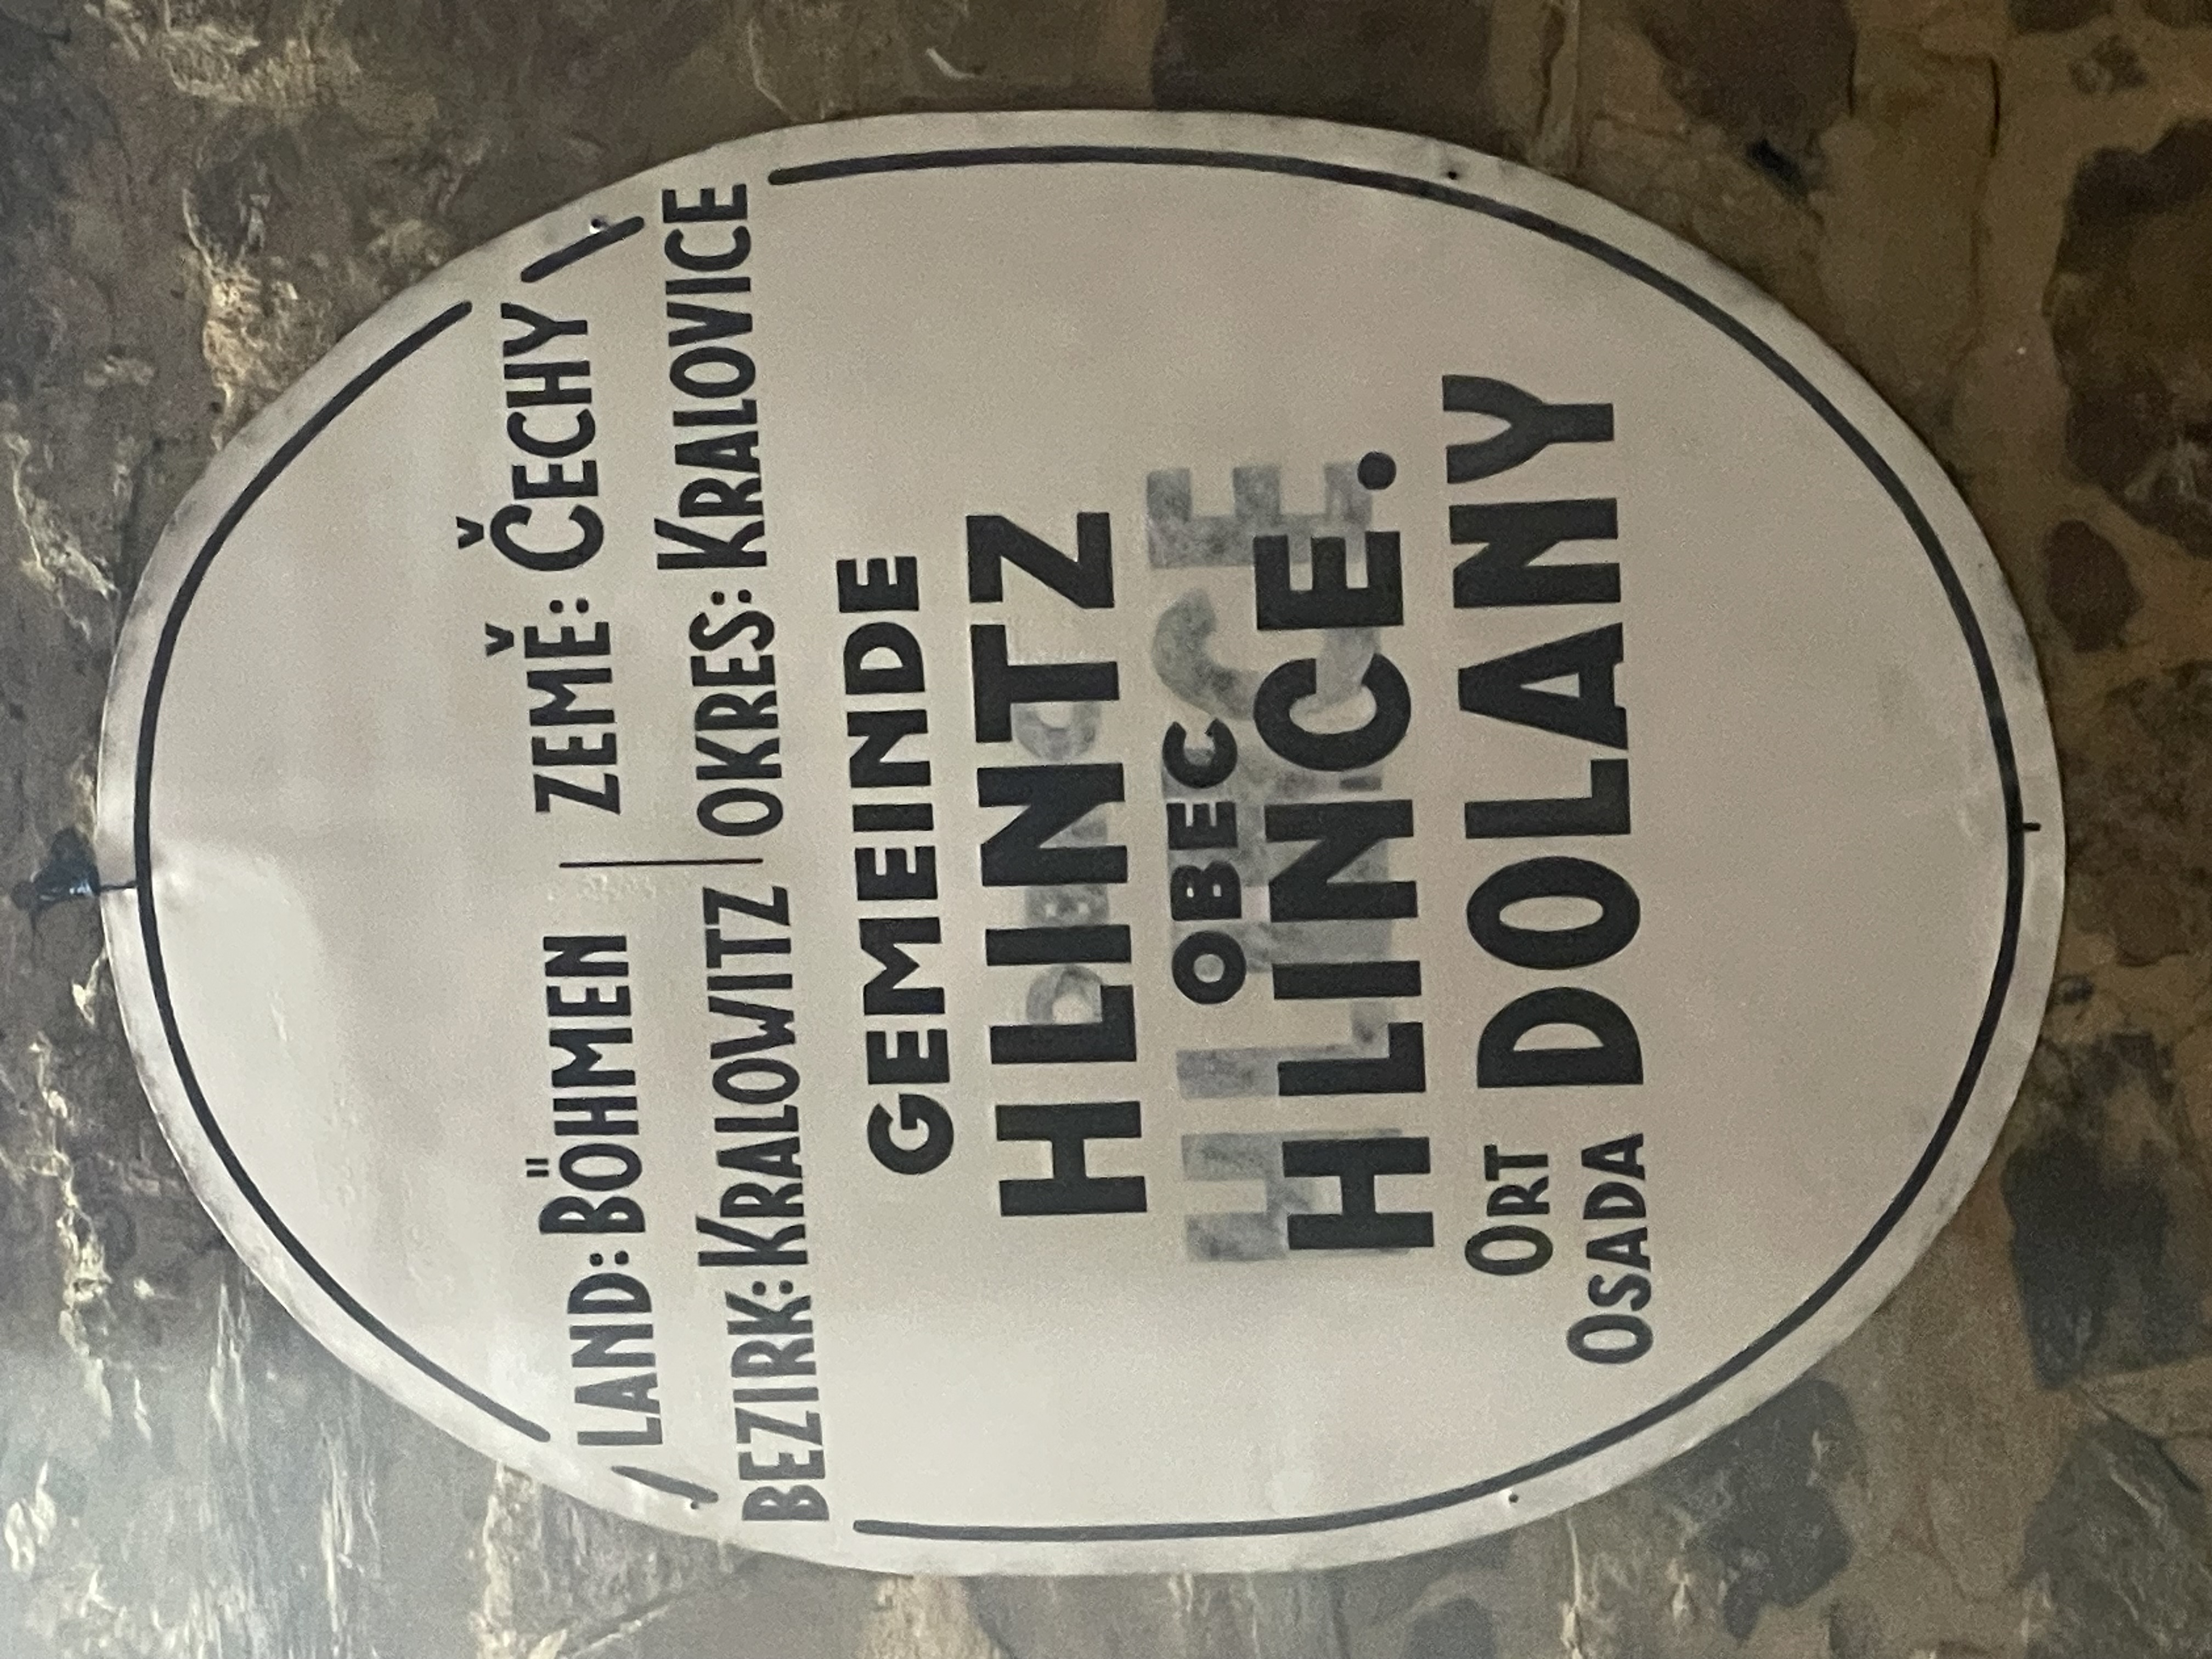 LAND: BÖHMEN | ZEMĚ: ČECHY
BEZIRK: KRALOWITZ | OKRES: KRALOVICE
GEMEINDE
HLINTZ
OBEC
HLINCE.
ORT
OSADA DOLANY